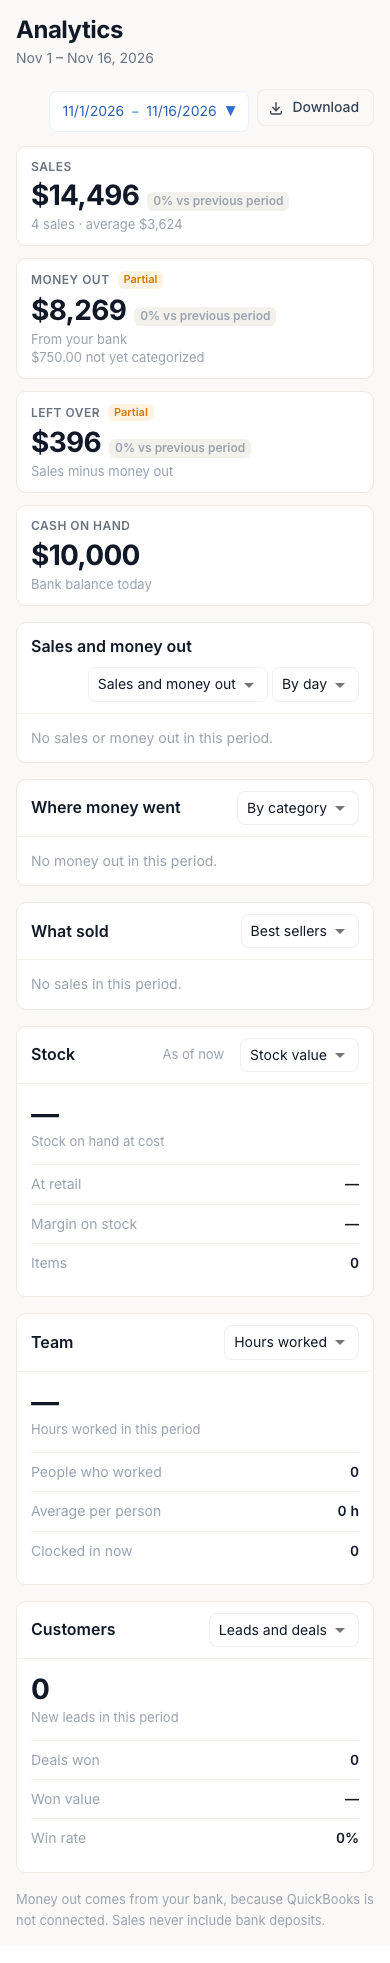 Analytics
Nov 1 – Nov 16, 2026
11/1/2026 – 11/16/2026 ▼
Download
SALES
$14,496 0% vs previous period
4 sales · average $3,624
MONEY OUT Partial
$8,269 0% vs previous period
From your bank
$750.00 not yet categorized
LEFT OVER Partial
$396 0% vs previous period
Sales minus money out
CASH ON HAND
$10,000
Bank balance today
Sales and money out
Sales and money out By day
No sales or money out in this period.
Where money went By category
No money out in this period.
What sold Best sellers
No sales in this period.
Stock As of now Stock value
—
Stock on hand at cost
At retail —
Margin on stock —
Items 0
Team Hours worked
—
Hours worked in this period
People who worked 0
Average per person 0 h
Clocked in now 0
Customers Leads and deals
0
New leads in this period
Deals won 0
Won value —
Win rate 0%
Money out comes from your bank, because QuickBooks is
not connected. Sales never include bank deposits.